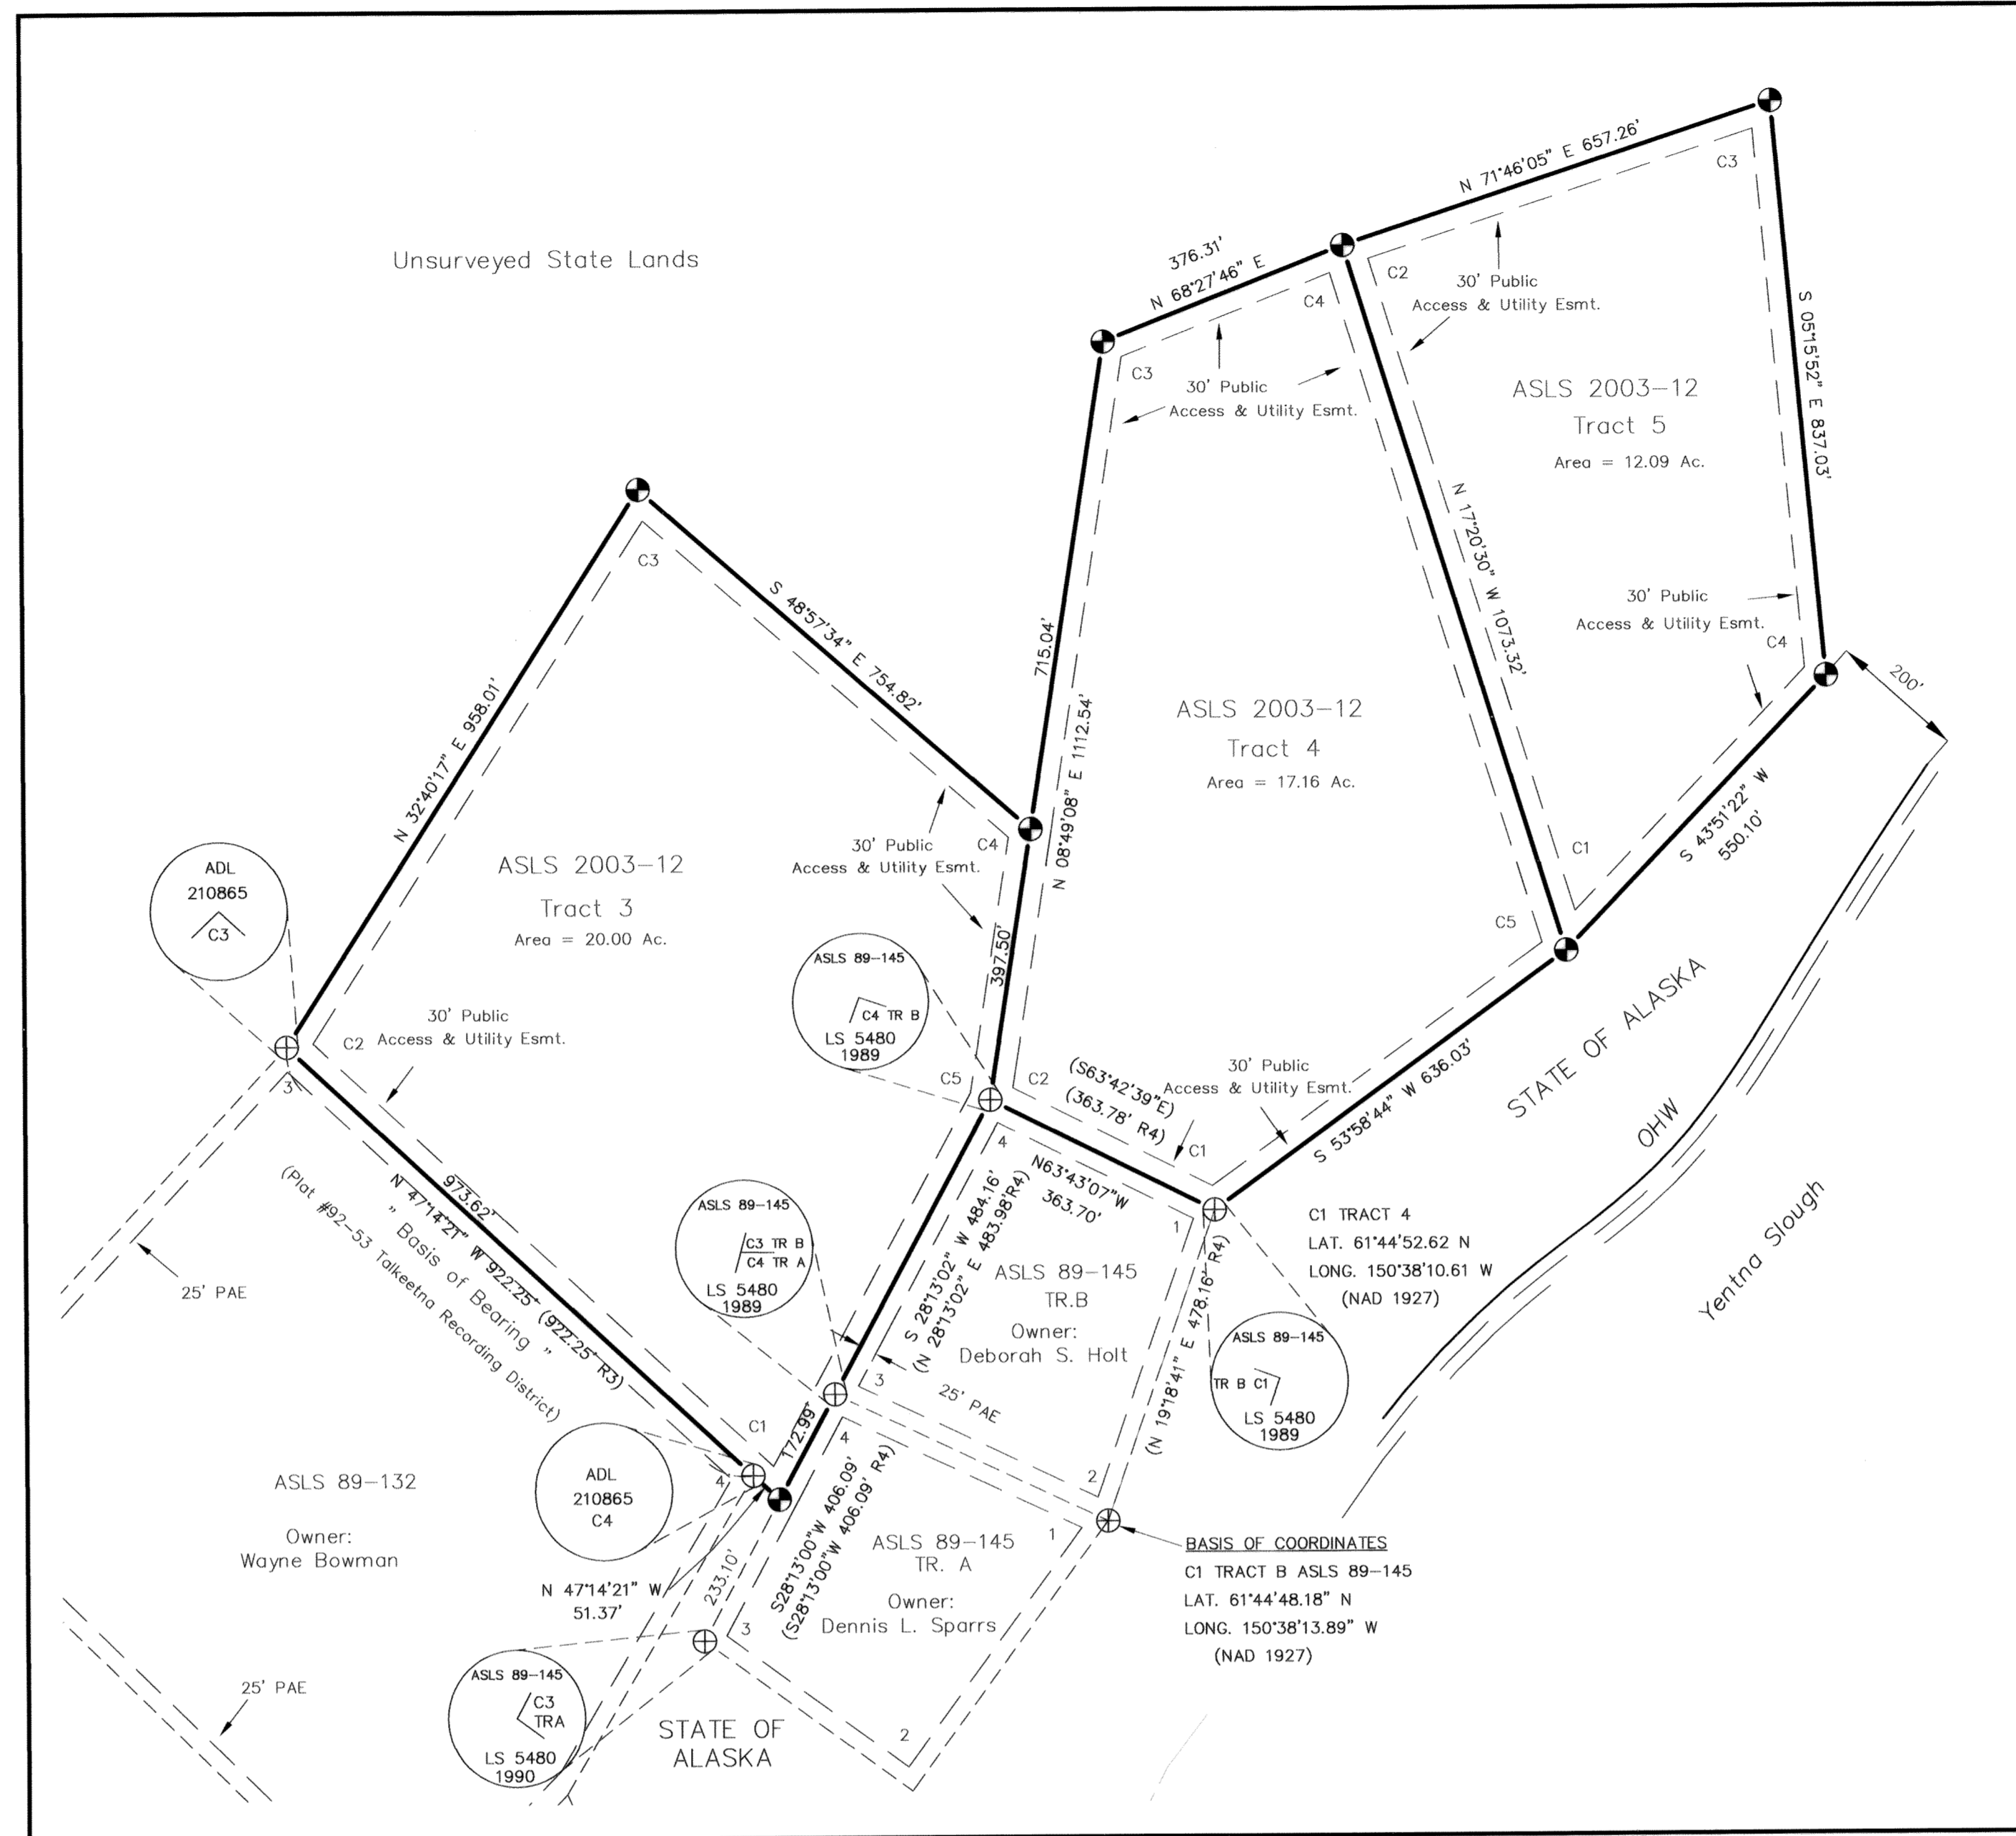 Unsurveyed State Lands
N 71°46'05" E 657.26'
C3
376.31'
N 68°27'46" E
C2
C4
30' Public
Access & Utility Esmt.
S 05°15'52" E 837.03'
C3
30' Public
Access & Utility Esmt.
ASLS 2003-12
Tract 5
Area = 12.09 Ac.
N 17°20'30" W 1073.32'
C3
S 48°57'34" E 754.82'
30' Public
Access & Utility Esmt.
C4
200'
715.04'
N 08°49'08" E 1112.54'
ASLS 2003-12
Tract 4
Area = 17.16 Ac.
N 32°40'17" E 958.01'
S 43°51'22" W
550.10'
C1
C5
30' Public
Access & Utility Esmt.
C4
ADL
210865
C3
ASLS 2003-12
Tract 3
Area = 20.00 Ac.
397.50'
ASLS 89-145
C4 TR B
LS 5480
1989
C2
30' Public
Access & Utility Esmt.
3
C5
C2
(S63°42'39"E)
(363.78' R4)
30' Public
Access & Utility Esmt.
S 53°58'44" W 636.03'
STATE OF ALASKA
OHW
Yentna Slough
4
C1
N63°43'07"W
363.70'
1
973.62'
N 47°14'21" W 922.25' (922.25' R3)
" Basis of Bearing "
(Plat #92-53 Talkeetna Recording District)
25' PAE
ASLS 89-145
C3 TR B
C4 TR A
LS 5480
1989
S 28°13'02" W 484.16'
(N 28°13'02" E 483.98'R4)
ASLS 89-145
TR.B
Owner:
Deborah S. Holt
(N 19°18'41" E 478.16' R4)
C1 TRACT 4
LAT. 61°44'52.62 N
LONG. 150°38'10.61 W
(NAD 1927)
ASLS 89-145
TR B C1
LS 5480
1989
3
25' PAE
2
C1
172.99'
4
4
ASLS 89-132
Owner:
Wayne Bowman
ADL
210865
C4
S28°13'00"W 406.09'
(S28°13'00"W 406.09' R4)
1
ASLS 89-145
TR. A
Owner:
Dennis L. Sparrs
BASIS OF COORDINATES
C1 TRACT B ASLS 89-145
LAT. 61°44'48.18" N
LONG. 150°38'13.89" W
(NAD 1927)
N 47°14'21" W
51.37'
233.10'
3
ASLS 89-145
C3
TRA
LS 5480
1990
25' PAE
STATE OF
ALASKA
2